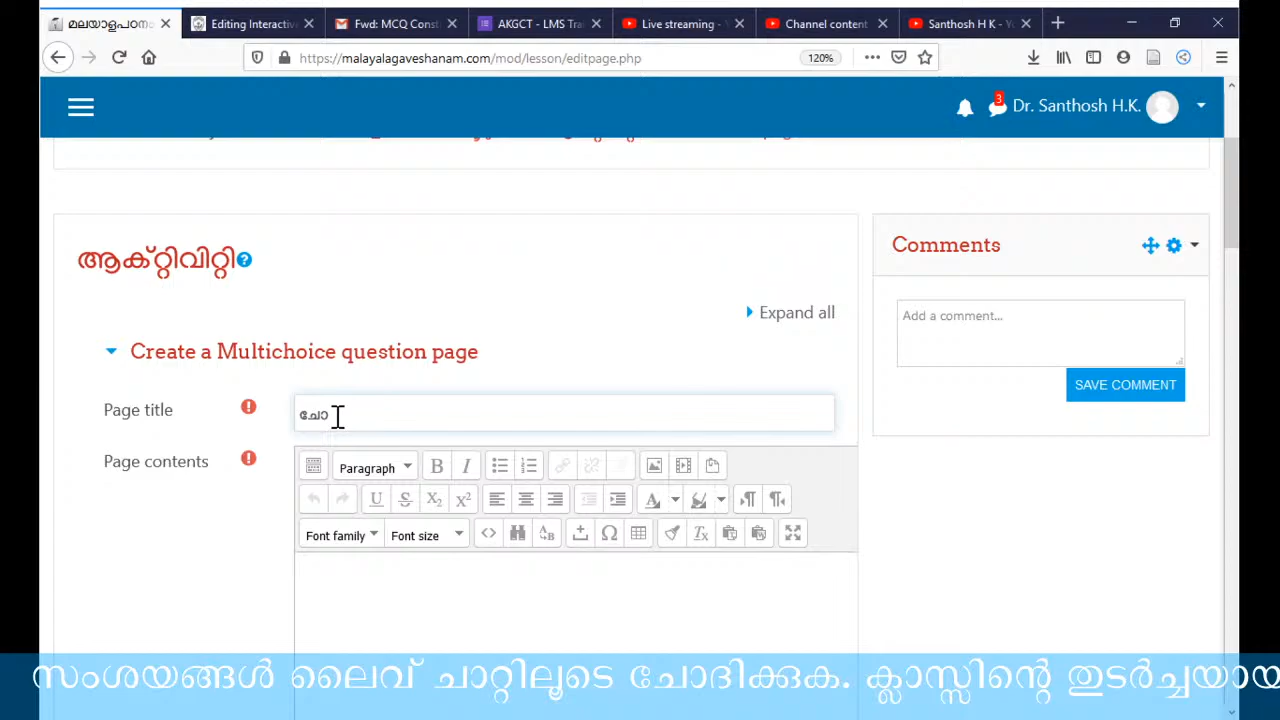 മലയാളപഠന
Editing Interactiv
Fwd: MCQ Const
AKGCT - LMS Tra
Live streaming - Y
Channel content
Santhosh H K - Yo
https://malayalagaveshanam.com/mod/lesson/editpage.php
120%
3
Dr. Santhosh H.K.
ആക്റ്റിവിറ്റി
Comments
Add a comment...
SAVE COMMENT
Expand all
Create a Multichoice question page
Page title
ചോ
Page contents
Paragraph
Font family
Font size
സംശയങ്ങൾ ലൈവ് ചാറ്റിലൂടെ ചോദിക്കുക. ക്ലാസ്സിന്റെ തുടർച്ചയായ